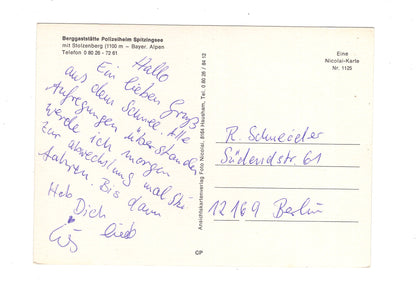 Berggaststätte Polizeiheim Spitzingsee
mit Stolzenberg (1100 m – Bayer. Alpen
Telefon 0 80 26 - 72 61
Hallo
Ein lieben Gruß
aus dem Schnee. Alle
Aufregungen überstanden
werde ich morgen
zur abwechslung mal Ski
fahren. Bis dann
Hab Dich
lieb
Ansichtskartenverlag Foto Nicolai, 8164 Hausham, Tel. 0 80 26 / 84 12
CP
Eine
Nicolai-Karte
Nr. 1125
R. Schneider
Südendstr. 61
12169 Berlin